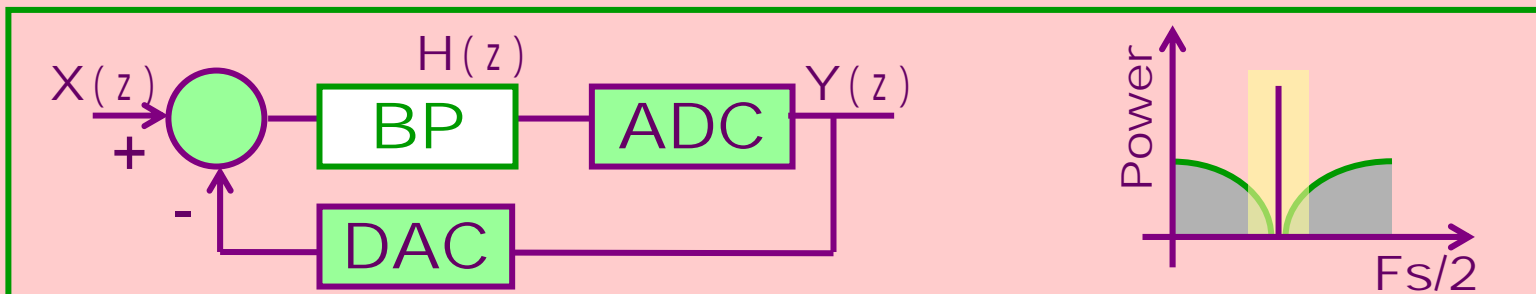 H(z)
X(z)
Y(z)
BP
ADC
+
-
DAC
Power
Fs/2